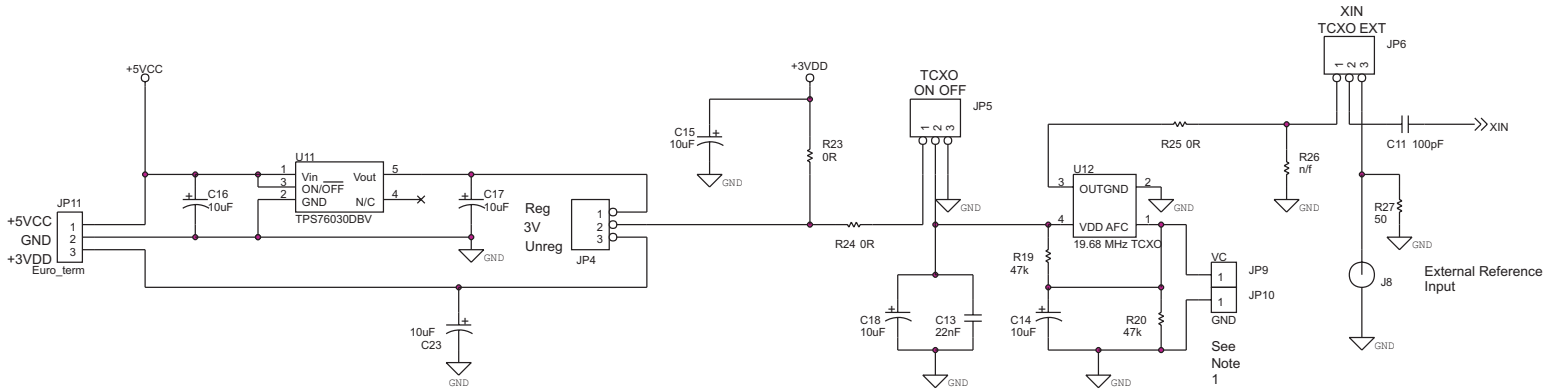 XIN
TCXO EXT
JP6
1 2 3
+5VCC
+3VDD
TCXO
ON OFF
JP5
1 2 3
C15
10uF
GND
R23
0R
R25 0R
C11 100pF
XIN
R26
n/f
GND
U11
1 Vin Vout 5
3 ON/OFF
2 GND N/C 4
TPS76030DBV
C16
10uF
C17
10uF
GND
JP11
+5VCC 1
GND 2
+3VDD 3
Euro_term
Reg 1
3V 2
Unreg 3
JP4
R24 0R
GND
U12
3 OUT GND 2
4 VDD AFC 1
19.68 MHz TCXO
GND
R27
50
GND
R19
47k
VC
1 JP9
1 JP10
GND
J8
External Reference
Input
GND
10uF
C23
GND
C18
10uF
C13
22nF
GND
C14
10uF
R20
47k
GND
See
Note
1